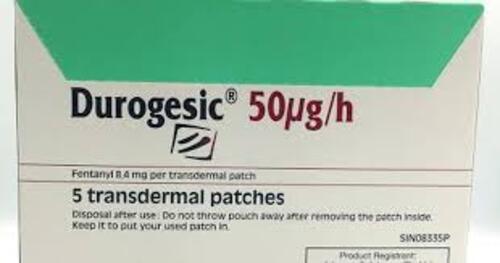 Durogesic® 50µg/h
Fentanyl 8,4 mg per transdermal patch
5 transdermal patches
Disposal after use : Do not throw pouch away after removing the patch inside.
Keep it to put your used patch in.
SIN08335P
Product Registrant: